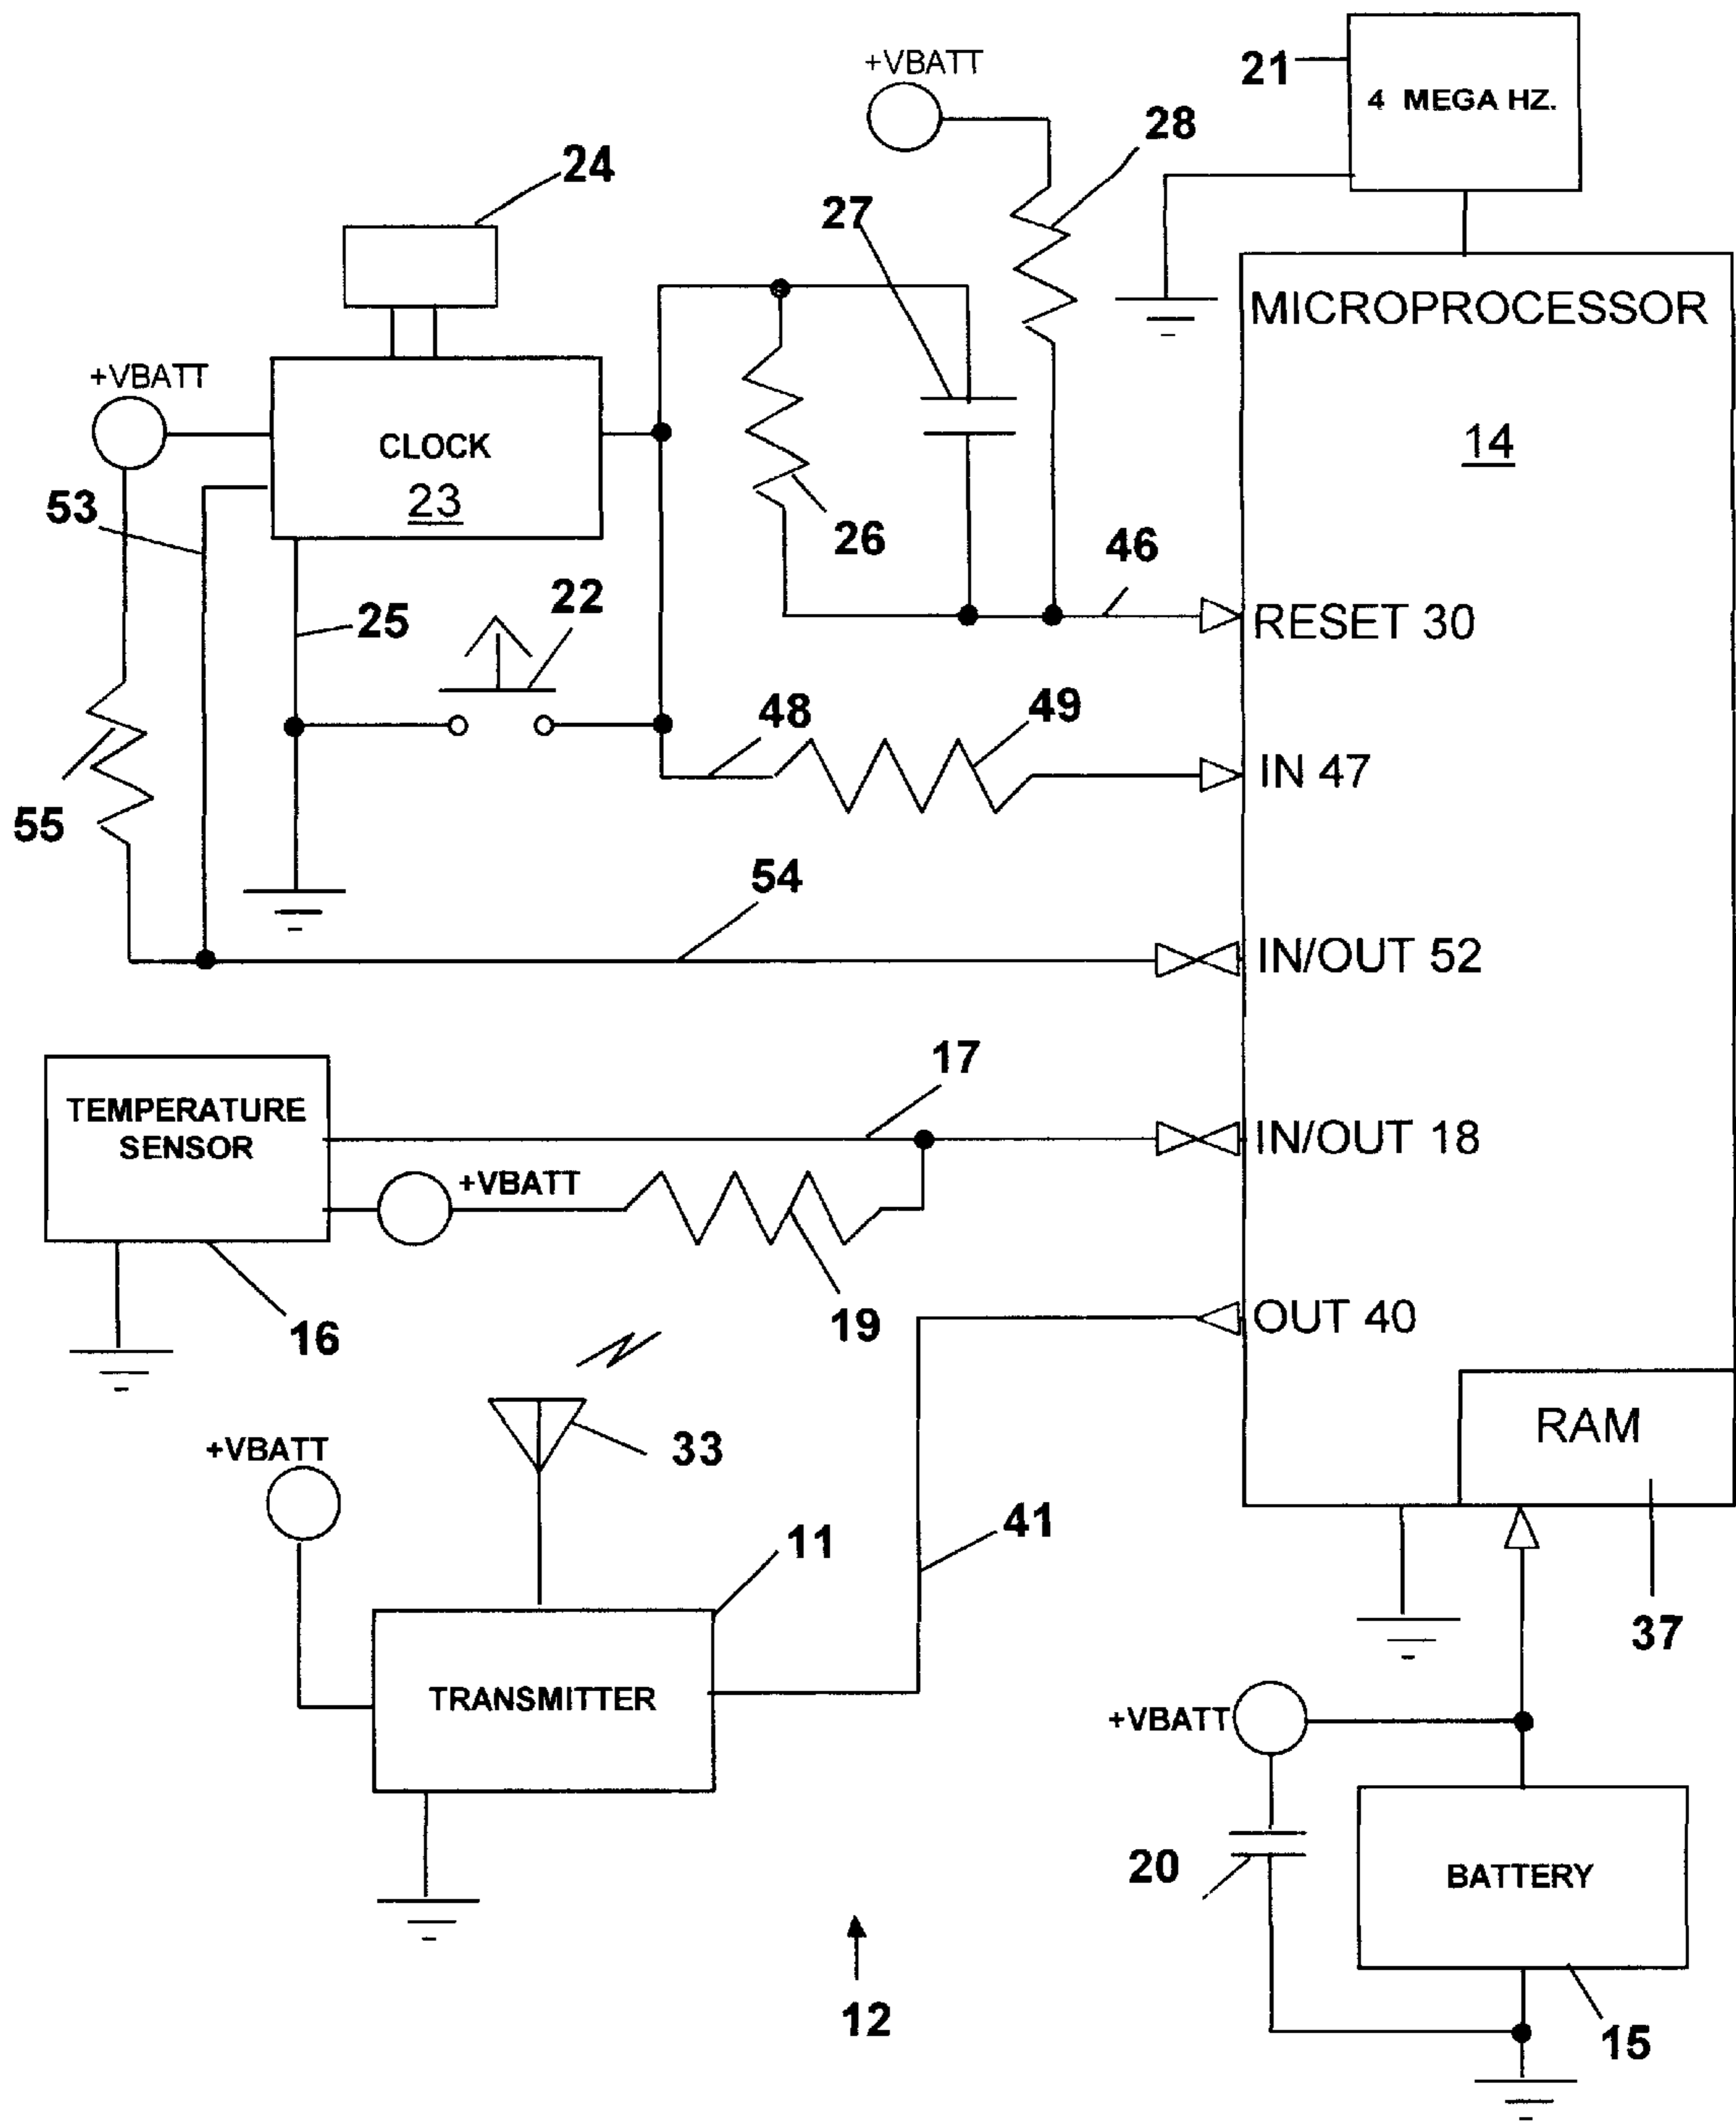 +VBATT
21
4 MEGA HZ.
28
24
27
MICROPROCESSOR
+VBATT
CLOCK
23
14
53
26
46
22
25
RESET 30
48
49
IN 47
55
54
IN/OUT 52
17
TEMPERATURE
SENSOR
IN/OUT 18
+VBATT
16
19
OUT 40
RAM
+VBATT
33
11
41
37
TRANSMITTER
+VBATT
20
BATTERY
12
15